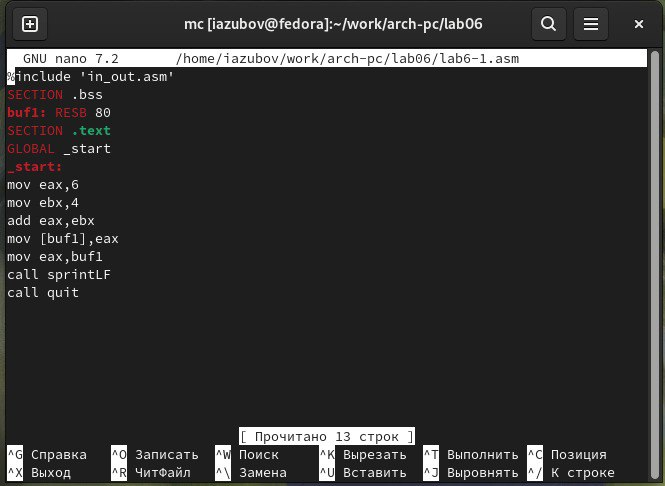 mc [iazubov@fedora]:~/work/arch-pc/lab06
GNU nano 7.2 /home/iazubov/work/arch-pc/lab06/lab6-1.asm
%include 'in_out.asm'
SECTION .bss
buf1: RESB 80
SECTION .text
GLOBAL _start
_start:
mov eax,6
mov ebx,4
add eax,ebx
mov [buf1],eax
mov eax,buf1
call sprintLF
call quit
[ Прочитано 13 строк ]
^G Справка ^O Записать ^W Поиск ^K Вырезать ^T Выполнить ^C Позиция
^X Выход ^R ЧитФайл ^\ Замена ^U Вставить ^J Выровнять ^/ К строке